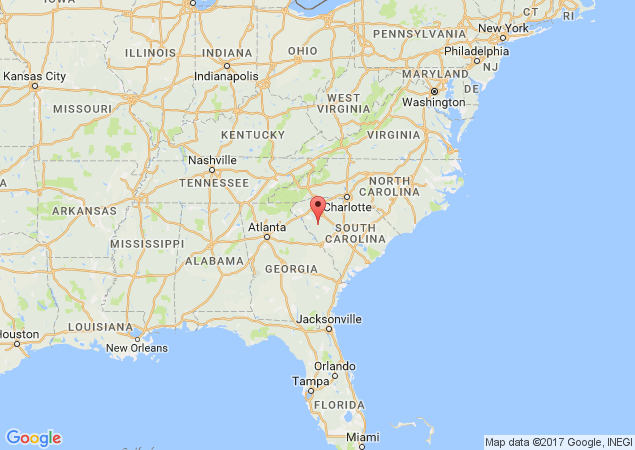 IOWA
CT
RI
New York
PENNSYLVANIA
Philadelphia
NJ
OHIO
ILLINOIS
INDIANA
Indianapolis
MARYLAND
DE
Washington
Kansas City
MISSOURI
WEST
VIRGINIA
KENTUCKY
VIRGINIA
Nashville
TENNESSEE
NORTH
CAROLINA
Charlotte
ARKANSAS
Atlanta
SOUTH
CAROLINA
MISSISSIPPI
ALABAMA
GEORGIA
Jacksonville
LOUISIANA
New Orleans
Houston
Orlando
Tampa
FLORIDA
Miami
Google
Map data ©2017 Google, INEGI